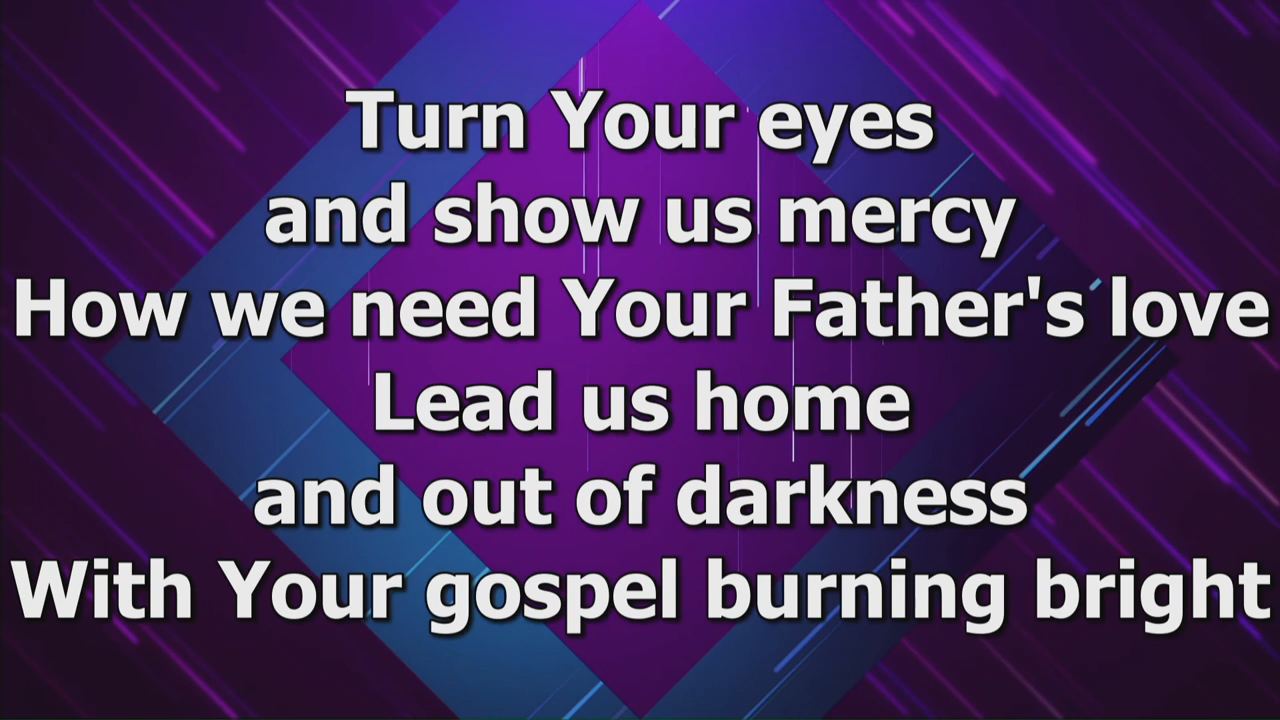 Turn Your eyes
and show us mercy
How we need Your Father's love
Lead us home
and out of darkness
With Your gospel burning bright